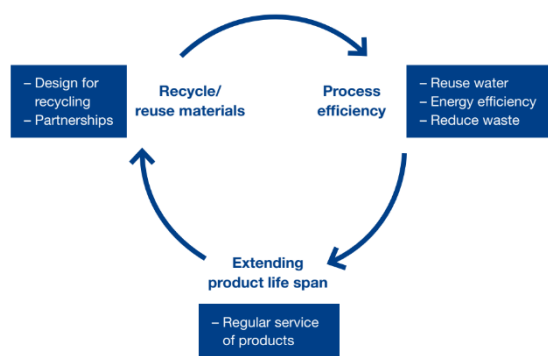 – Design for
recycling
– Partnerships
Recycle/
reuse materials
Process
efficiency
– Reuse water
– Energy efficiency
– Reduce waste
Extending
product life span
– Regular service
of products